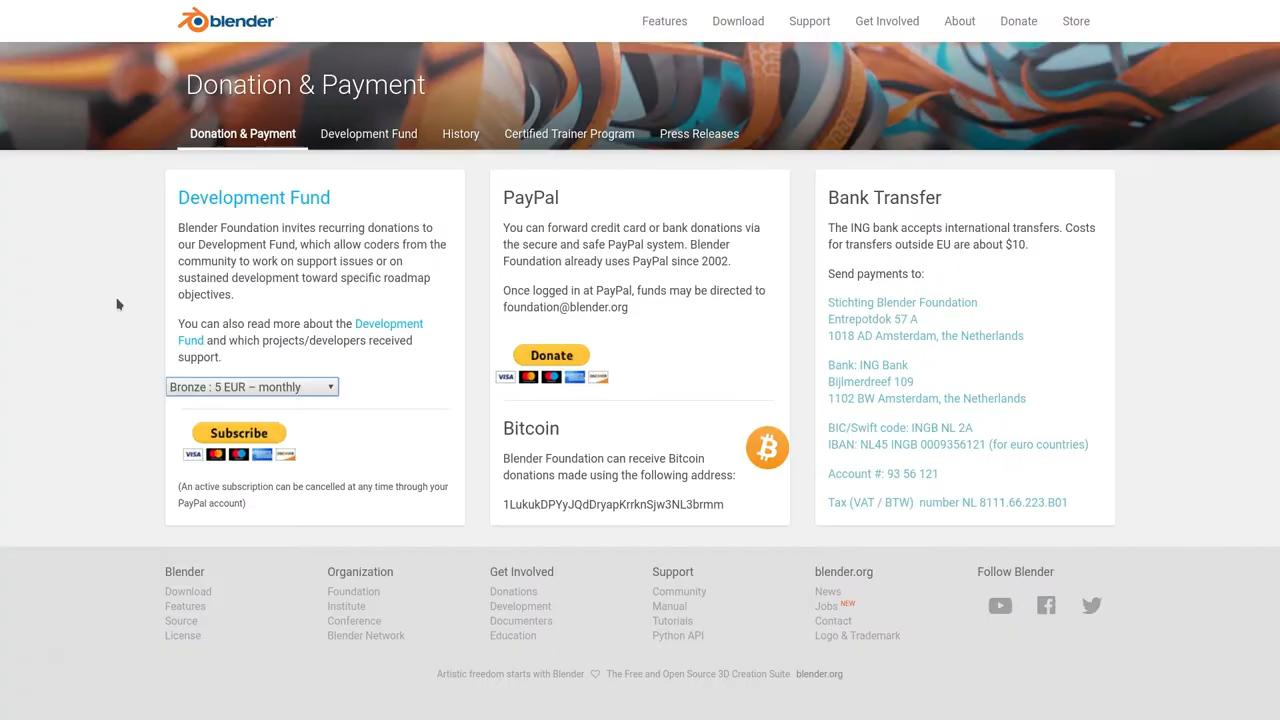 blender
Features
Download
Support
Get Involved
About
Donate
Store
Donation & Payment
Donation & Payment
Development Fund
History
Certified Trainer Program
Press Releases
Development Fund
Blender Foundation invites recurring donations to
our Development Fund, which allow coders from the
community to work on support issues or on
sustained development toward specific roadmap
objectives.
You can also read more about the Development
Fund and which projects/developers received
support.
Bronze : 5 EUR – monthly
Subscribe
VISA
DISCOVER
(An active subscription can be cancelled at any time through your
PayPal account)
PayPal
You can forward credit card or bank donations via
the secure and safe PayPal system. Blender
Foundation already uses PayPal since 2002.
Once logged in at PayPal, funds may be directed to
foundation@blender.org
Donate
VISA
DISCOVER
Bitcoin
Blender Foundation can receive Bitcoin
donations made using the following address:
1LukukDPYyJQdDryapKrrknSjw3NL3brmm
Bank Transfer
The ING bank accepts international transfers. Costs
for transfers outside EU are about $10.
Send payments to:
Stichting Blender Foundation
Entrepotdok 57 A
1018 AD Amsterdam, the Netherlands
Bank: ING Bank
Bijlmerdreef 109
1102 BW Amsterdam, the Netherlands
BIC/Swift code: INGB NL 2A
IBAN: NL45 INGB 0009356121 (for euro countries)
Account #: 93 56 121
Tax (VAT / BTW) number NL 8111.66.223.B01
Blender
Download
Features
Source
License
Organization
Foundation
Institute
Conference
Blender Network
Get Involved
Donations
Development
Documenters
Education
Support
Community
Manual
Tutorials
Python API
blender.org
News
Jobs NEW
Contact
Logo & Trademark
Follow Blender
Artistic freedom starts with Blender ♡ The Free and Open Source 3D Creation Suite blender.org